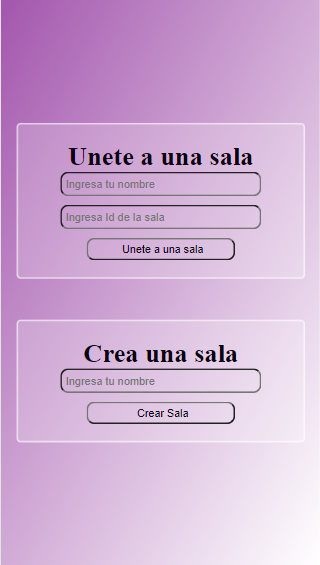 Unete a una sala
Ingresa tu nombre
Ingresa Id de la sala
Unete a una sala
Crea una sala
Ingresa tu nombre
Crear Sala